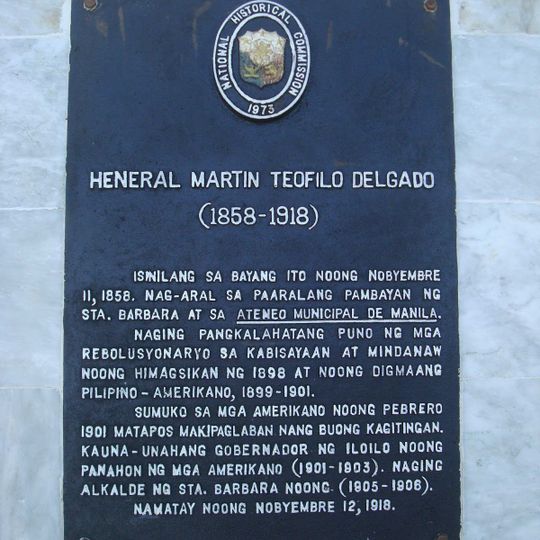 NATIONAL HISTORICAL COMMISSION
1973
HENERAL MARTIN TEOFILO DELGADO
(1858-1918)
ISINILANG SA BAYANG ITO NOONG NOBYEMBRE
11, 1858. NAG-ARAL SA PAARALANG PAMBAYAN NG
STA. BARBARA AT SA ATENEO MUNICIPAL DE MANILA.
NAGING PANGKALAHATANG PUNO NG MGA
REBOLUSYONARYO SA KABISAYAAN AT MINDANAW
NOONG HIMAGSIKAN NG 1898 AT NOONG DIGMAANG
PILIPINO-AMERIKANO, 1899-1901.
SUMUKO SA MGA AMERIKANO NOONG PEBRERO
1901 MATAPOS MAKIPAGLABAN NANG BUONG KAGITINGAN.
KAUNA-UNAHANG GOBERNADOR NG ILOILO NOONG
PANAHON NG MGA AMERIKANO (1901-1903). NAGING
ALKALDE NG STA. BARBARA NOONG (1905-1906).
NAMATAY NOONG NOBYEMBRE 12, 1918.